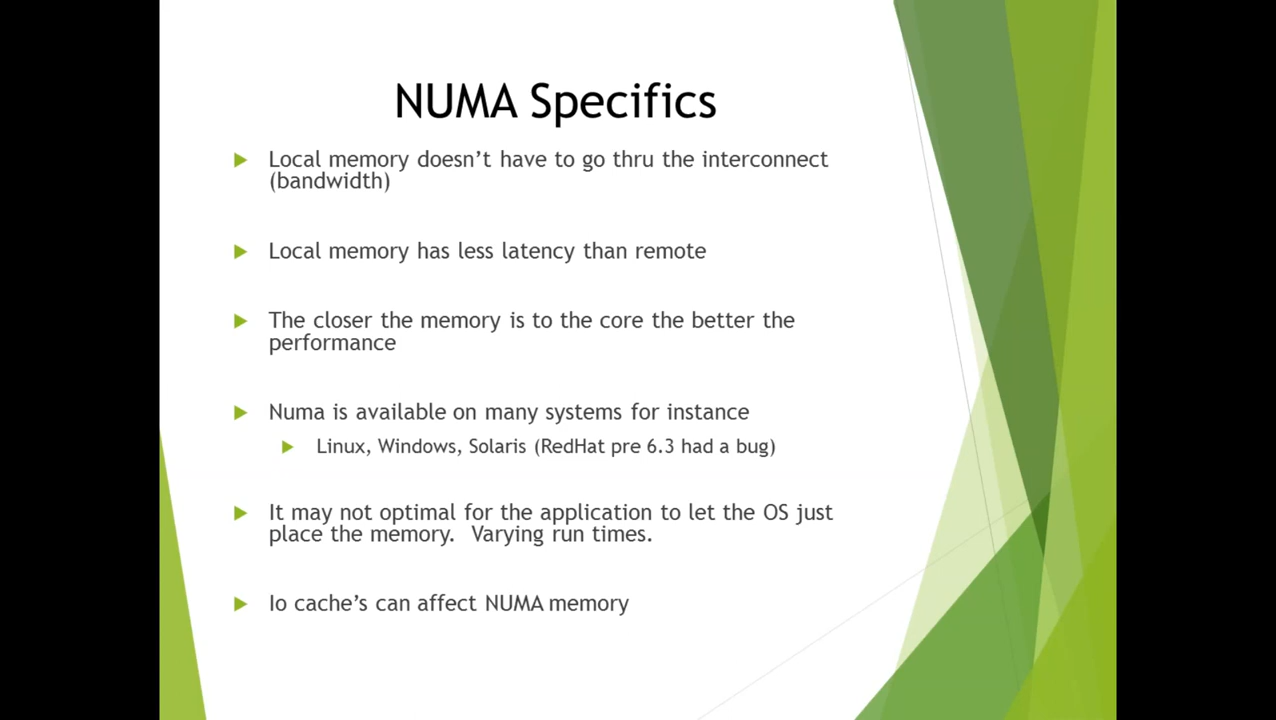 NUMA Specifics
Local memory doesn't have to go thru the interconnect
(bandwidth)
Local memory has less latency than remote
The closer the memory is to the core the better the
performance
Numa is available on many systems for instance
Linux, Windows, Solaris (RedHat pre 6.3 had a bug)
It may not optimal for the application to let the OS just
place the memory.  Varying run times.
Io cache's can affect NUMA memory